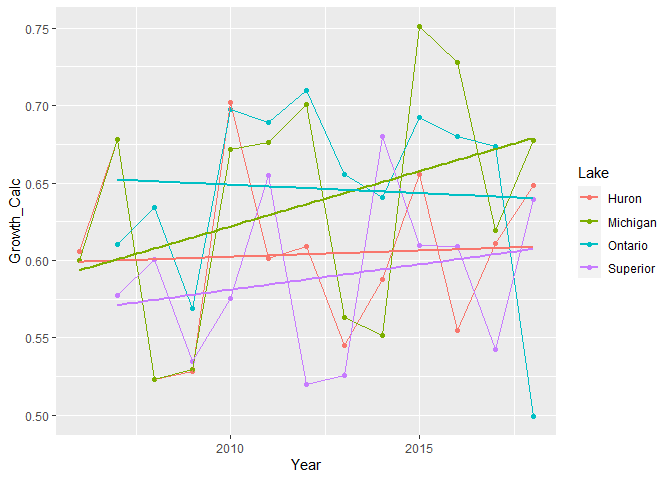 0.75
0.70
0.65
0.60
0.55
0.50
Growth_Calc
2010
2015
Year
Lake
Huron
Michigan
Ontario
Superior